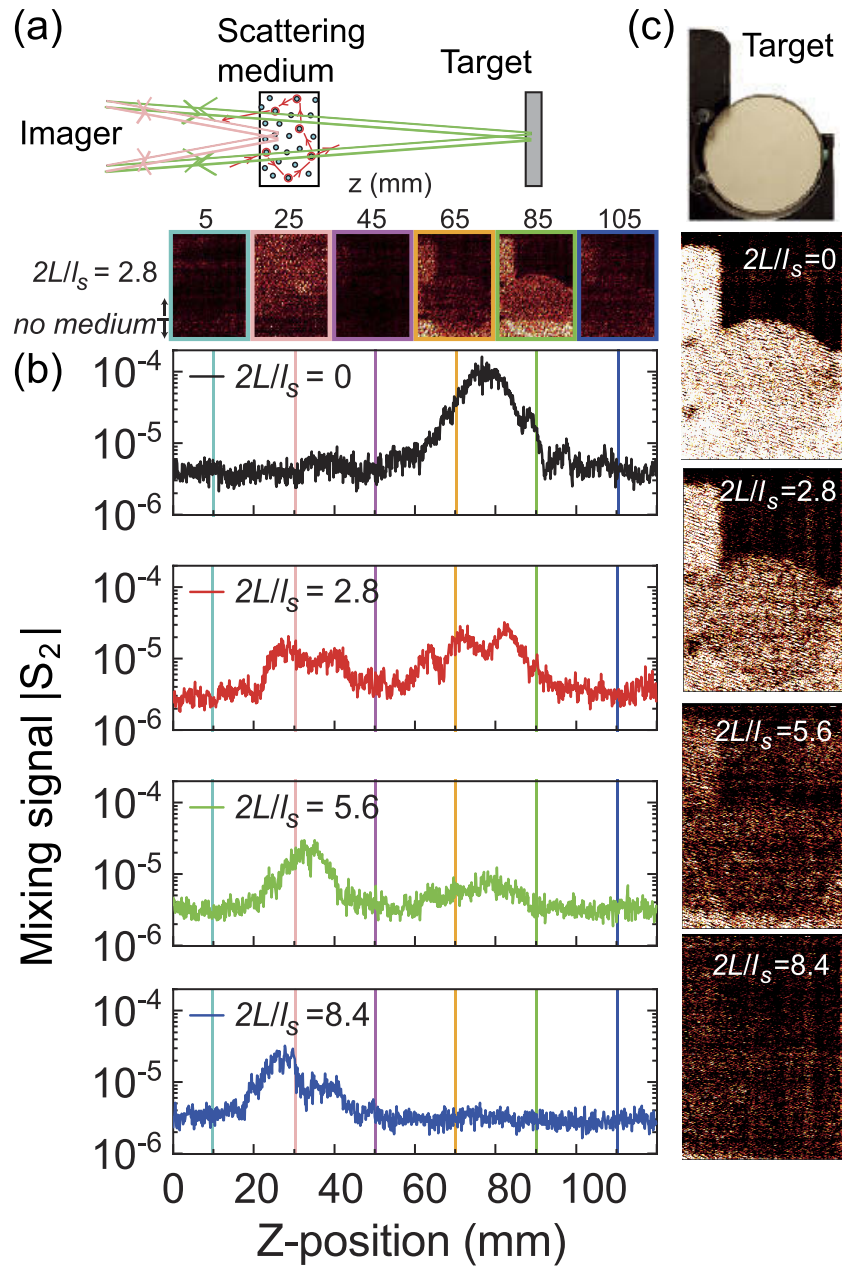 (a)
Scattering
medium
Target
Imager
z (mm)
5 25 45 65 85 105
2L/lₛ = 2.8
no medium
(b)
Mixing signal |S₂|
2L/lₛ = 0
10⁻⁴
10⁻⁵
10⁻⁶
2L/lₛ = 2.8
10⁻⁴
10⁻⁵
10⁻⁶
2L/lₛ = 5.6
10⁻⁴
10⁻⁵
10⁻⁶
2L/lₛ =8.4
10⁻⁴
10⁻⁵
10⁻⁶
0 20 40 60 80 100
Z-position (mm)
(c)
Target
2L/lₛ=0
2L/lₛ=2.8
2L/lₛ=5.6
2L/lₛ=8.4